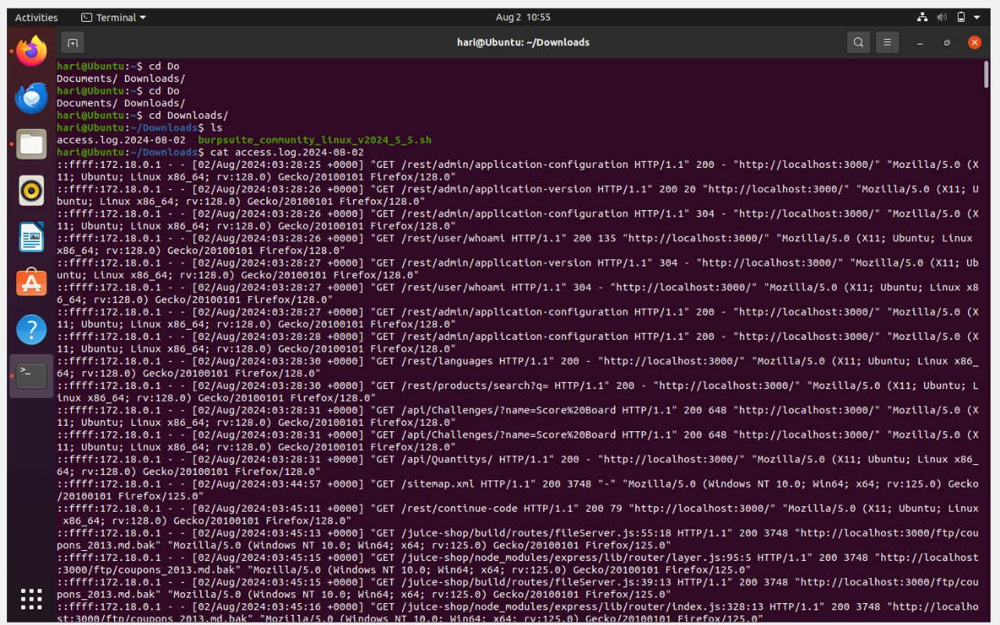 Activities
Terminal
Aug 2 10:55
hari@Ubuntu: ~/Downloads
hari@Ubuntu:~$ cd Do
Documents/ Downloads/
hari@Ubuntu:~$ cd Do
Documents/ Downloads/
hari@Ubuntu:~$ cd Downloads/
hari@Ubuntu:~/Downloads$ ls
access.log.2024-08-02  burpsuite_community_linux_v2024_5_5.sh
hari@Ubuntu:~/Downloads$ cat access.log.2024-08-02
::ffff:172.18.0.1 - - [02/Aug/2024:03:28:25 +0000] "GET /rest/admin/application-configuration HTTP/1.1" 200 - "http://localhost:3000/" "Mozilla/5.0 (X
11; Ubuntu; Linux x86_64; rv:128.0) Gecko/20100101 Firefox/128.0"
::ffff:172.18.0.1 - - [02/Aug/2024:03:28:26 +0000] "GET /rest/admin/application-version HTTP/1.1" 200 20 "http://localhost:3000/" "Mozilla/5.0 (X11; U
buntu; Linux x86_64; rv:128.0) Gecko/20100101 Firefox/128.0"
::ffff:172.18.0.1 - - [02/Aug/2024:03:28:26 +0000] "GET /rest/admin/application-configuration HTTP/1.1" 304 - "http://localhost:3000/" "Mozilla/5.0 (X
11; Ubuntu; Linux x86_64; rv:128.0) Gecko/20100101 Firefox/128.0"
::ffff:172.18.0.1 - - [02/Aug/2024:03:28:26 +0000] "GET /rest/user/whoami HTTP/1.1" 200 135 "http://localhost:3000/" "Mozilla/5.0 (X11; Ubuntu; Linux
x86_64; rv:128.0) Gecko/20100101 Firefox/128.0"
::ffff:172.18.0.1 - - [02/Aug/2024:03:28:27 +0000] "GET /rest/admin/application-version HTTP/1.1" 304 - "http://localhost:3000/" "Mozilla/5.0 (X11; Ub
untu; Linux x86_64; rv:128.0) Gecko/20100101 Firefox/128.0"
::ffff:172.18.0.1 - - [02/Aug/2024:03:28:27 +0000] "GET /rest/user/whoami HTTP/1.1" 304 - "http://localhost:3000/" "Mozilla/5.0 (X11; Ubuntu; Linux x8
6_64; rv:128.0) Gecko/20100101 Firefox/128.0"
::ffff:172.18.0.1 - - [02/Aug/2024:03:28:27 +0000] "GET /rest/admin/application-configuration HTTP/1.1" 200 - "http://localhost:3000/" "Mozilla/5.0 (X
11; Ubuntu; Linux x86_64; rv:128.0) Gecko/20100101 Firefox/128.0"
::ffff:172.18.0.1 - - [02/Aug/2024:03:28:28 +0000] "GET /rest/admin/application-configuration HTTP/1.1" 200 - "http://localhost:3000/" "Mozilla/5.0 (X
11; Ubuntu; Linux x86_64; rv:128.0) Gecko/20100101 Firefox/128.0"
::ffff:172.18.0.1 - - [02/Aug/2024:03:28:30 +0000] "GET /rest/languages HTTP/1.1" 200 - "http://localhost:3000/" "Mozilla/5.0 (X11; Ubuntu; Linux x86_
64; rv:128.0) Gecko/20100101 Firefox/128.0"
::ffff:172.18.0.1 - - [02/Aug/2024:03:28:30 +0000] "GET /rest/products/search?q= HTTP/1.1" 200 - "http://localhost:3000/" "Mozilla/5.0 (X11; Ubuntu; L
inux x86_64; rv:128.0) Gecko/20100101 Firefox/128.0"
::ffff:172.18.0.1 - - [02/Aug/2024:03:28:31 +0000] "GET /api/Challenges/?name=Score%20Board HTTP/1.1" 200 648 "http://localhost:3000/" "Mozilla/5.0 (X
11; Ubuntu; Linux x86_64; rv:128.0) Gecko/20100101 Firefox/128.0"
::ffff:172.18.0.1 - - [02/Aug/2024:03:28:31 +0000] "GET /api/Challenges/?name=Score%20Board HTTP/1.1" 200 648 "http://localhost:3000/" "Mozilla/5.0 (X
11; Ubuntu; Linux x86_64; rv:128.0) Gecko/20100101 Firefox/128.0"
::ffff:172.18.0.1 - - [02/Aug/2024:03:28:31 +0000] "GET /api/Quantitys/ HTTP/1.1" 200 - "http://localhost:3000/" "Mozilla/5.0 (X11; Ubuntu; Linux x86_
64; rv:128.0) Gecko/20100101 Firefox/128.0"
::ffff:172.18.0.1 - - [02/Aug/2024:03:44:57 +0000] "GET /sitemap.xml HTTP/1.1" 200 3748 "-" "Mozilla/5.0 (Windows NT 10.0; Win64; x64; rv:125.0) Gecko
/20100101 Firefox/125.0"
::ffff:172.18.0.1 - - [02/Aug/2024:03:45:11 +0000] "GET /rest/continue-code HTTP/1.1" 200 79 "http://localhost:3000/" "Mozilla/5.0 (X11; Ubuntu; Linux
 x86_64; rv:128.0) Gecko/20100101 Firefox/128.0"
::ffff:172.18.0.1 - - [02/Aug/2024:03:45:13 +0000] "GET /juice-shop/build/routes/fileServer.js:55:18 HTTP/1.1" 200 3748 "http://localhost:3000/ftp/cou
pons_2013.md.bak" "Mozilla/5.0 (Windows NT 10.0; Win64; x64; rv:125.0) Gecko/20100101 Firefox/125.0"
::ffff:172.18.0.1 - - [02/Aug/2024:03:45:15 +0000] "GET /juice-shop/node_modules/express/lib/router/layer.js:95:5 HTTP/1.1" 200 3748 "http://localhost
:3000/ftp/coupons_2013.md.bak" "Mozilla/5.0 (Windows NT 10.0; Win64; x64; rv:125.0) Gecko/20100101 Firefox/125.0"
::ffff:172.18.0.1 - - [02/Aug/2024:03:45:15 +0000] "GET /juice-shop/build/routes/fileServer.js:39:13 HTTP/1.1" 200 3748 "http://localhost:3000/ftp/cou
pons_2013.md.bak" "Mozilla/5.0 (Windows NT 10.0; Win64; x64; rv:125.0) Gecko/20100101 Firefox/125.0"
::ffff:172.18.0.1 - - [02/Aug/2024:03:45:16 +0000] "GET /juice-shop/node_modules/express/lib/router/index.js:328:13 HTTP/1.1" 200 3748 "http://localho
st:3000/ftp/coupons_2013.md.bak" "Mozilla/5.0 (Windows NT 10.0; Win64; x64; rv:125.0) Gecko/20100101 Firefox/125.0"